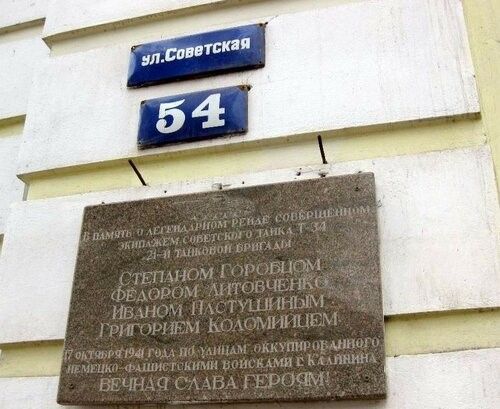 ул.Советская
54
В ПАМЯТЬ О ЛЕГЕНДАРНОМ РЕЙДЕ СОВЕРШЕННОМ
ЭКИПАЖЕМ СОВЕТСКОГО ТАНКА Т-34
21-Й ТАНКОВОЙ БРИГАДЫ
СТЕПАНОМ ГОРОБЦОМ
ФЁДОРОМ ЛИТОВЧЕНКО
ИВАНОМ ПАСТУШИНЫМ
ГРИГОРИЕМ КОЛОМИЙЦЕМ
17 ОКТЯБРЯ 1941 ГОДА ПО УЛИЦАМ ОККУПИРОВАННОГО
НЕМЕЦКО-ФАШИСТСКИМИ ВОЙСКАМИ Г. КАЛИНИНА
ВЕЧНАЯ СЛАВА ГЕРОЯМ!